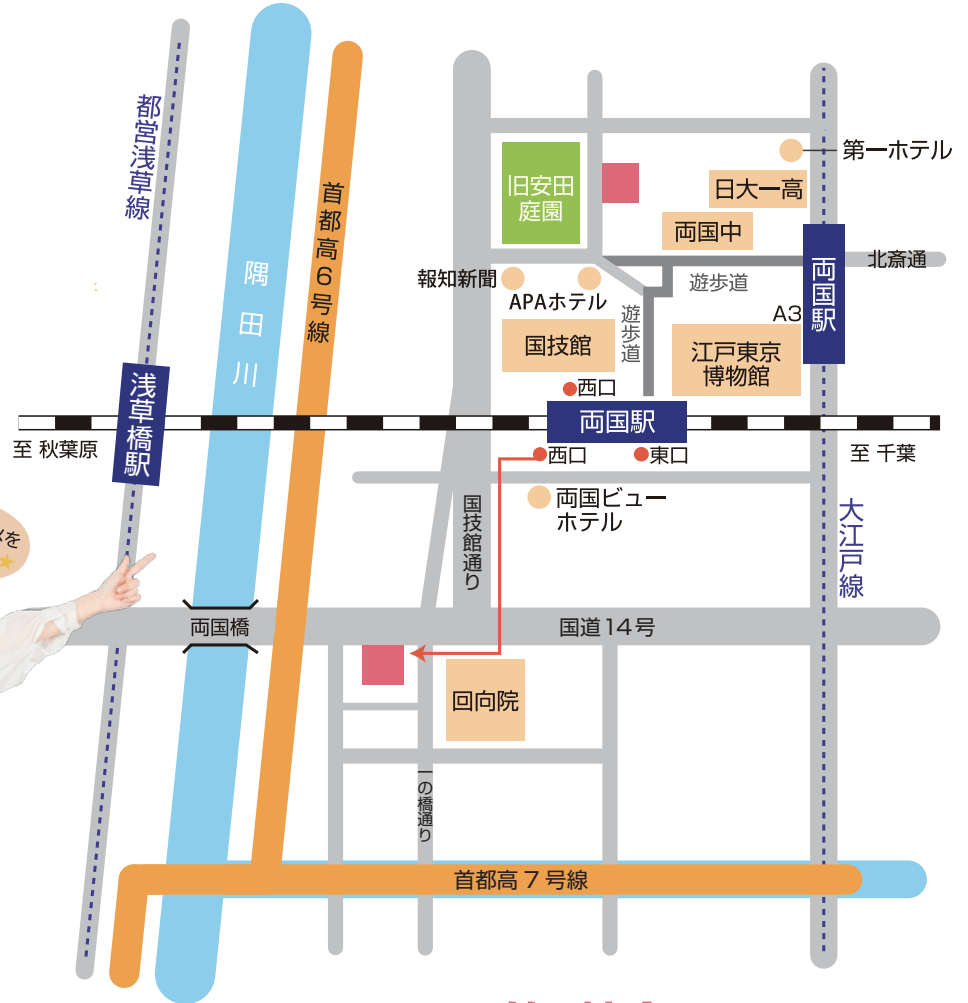 都営浅草線
隅田川
首都高6号線
旧安田
庭園
第一ホテル
日大一高
両国中
北斎通
遊歩道
両国駅
A3
報知新聞
APAホテル
遊歩道
国技館
江戸東京
博物館
西口
浅草橋駅
両国駅
至 秋葉原
西口
東口
至 千葉
両国ビュー
ホテル
国技館通り
大江戸線
を
両国橋
国道14号
回向院
一の橋通り
首都高7号線